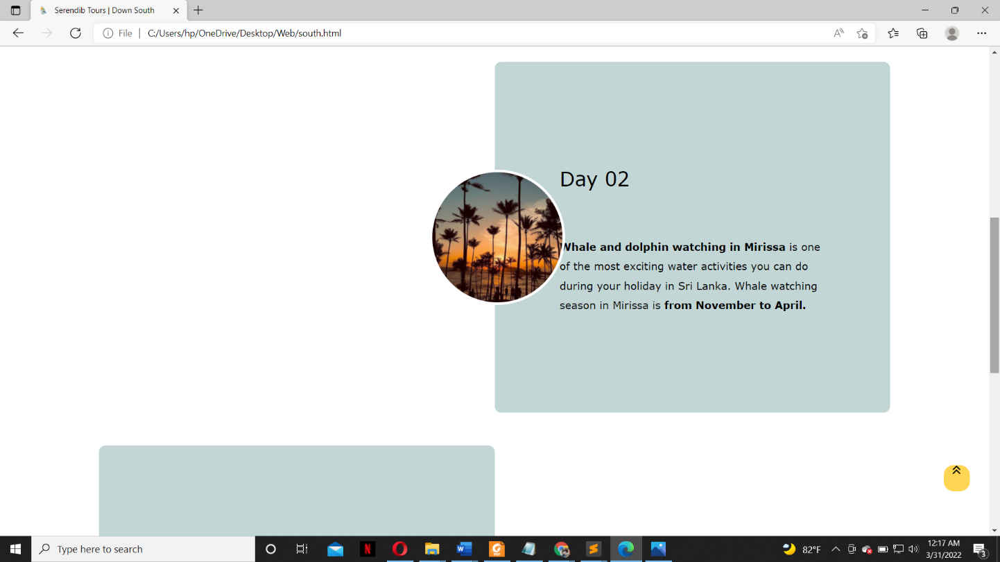 Serendib Tours | Down South
File
C:/Users/hp/OneDrive/Desktop/Web/south.html
Day 02
Whale and dolphin watching in Mirissa is one
of the most exciting water activities you can do
during your holiday in Sri Lanka. Whale watching
season in Mirissa is from November to April.
Type here to search
82°F
12:17 AM
3/31/2022
3